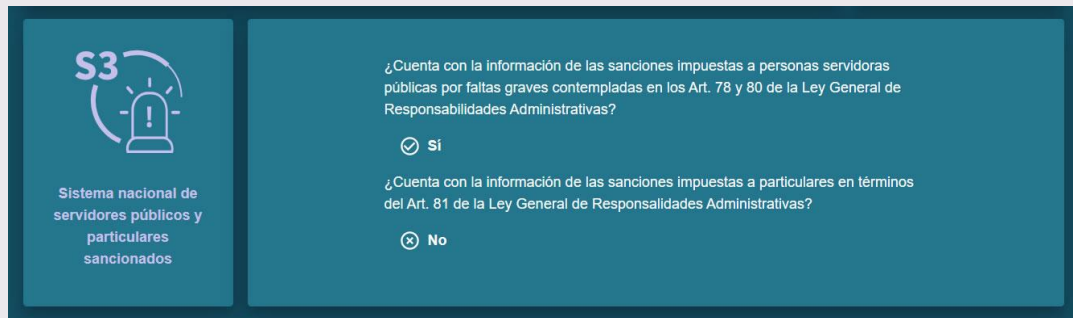 S3
Sistema nacional de
servidores públicos y
particulares
sancionados
¿Cuenta con la información de las sanciones impuestas a personas servidoras
públicas por faltas graves contempladas en los Art. 78 y 80 de la Ley General de
Responsabilidades Administrativas?
Sí
¿Cuenta con la información de las sanciones impuestas a particulares en términos
del Art. 81 de la Ley General de Responsalidades Administrativas?
No